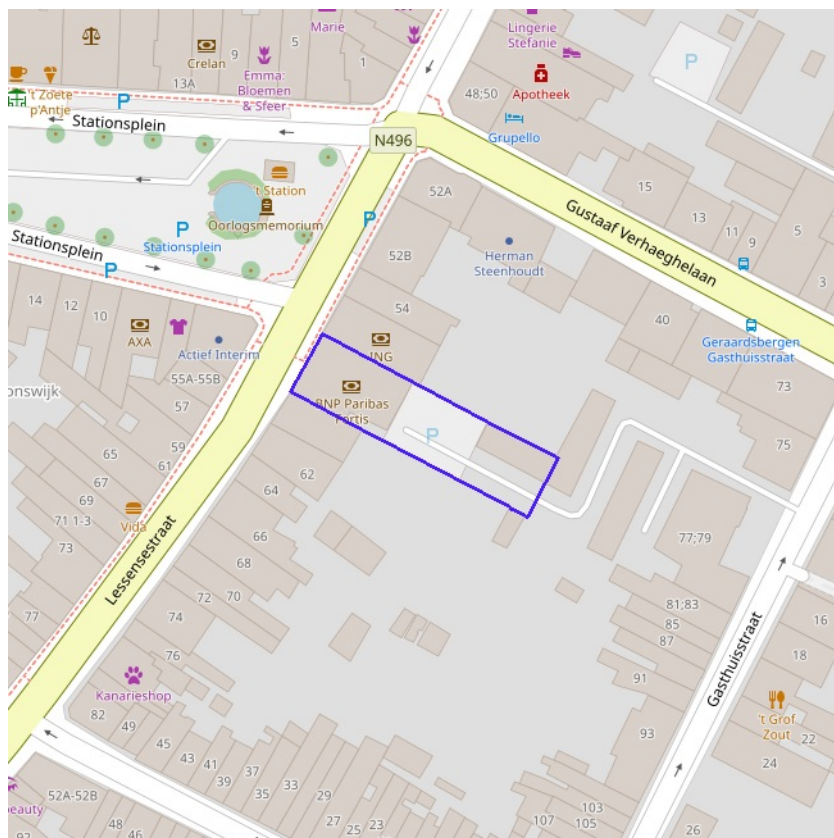 Marie
Crelan
9
5
1
13A
Emma:
Bloemen
& Sfeer
't Zoete
p'Antje
P
Stationsplein
N496
Lingerie
Stefanie
P
48;50
Apotheek
Grupello
't Station
Oorlogsmemorium
P
Stationsplein
P
Stationsplein
P
52A
52B
54
Herman
Steenhoudt
Gustaaf Verhaeghelaan
15
13
11
9
5
3
40
Geraardsbergen
Gasthuisstraat
73
75
14
12
10
AXA
Actief Interim
55A-55B
57
59
61
65
67
69
71 1-3
73
77
onswijk
Vida
Lessensestraat
ING
BNP Paribas
Fortis
P
62
64
66
68
70
72
74
76
Kanarieshop
82
49
45
43
41
39
37
35
33
29
27
25
23
52A-52B
48
46
92
beauty
77;79
81;83
85
87
91
93
103
105
107
Gasthuisstraat
16
18
't Grof
Zout
22
24
26